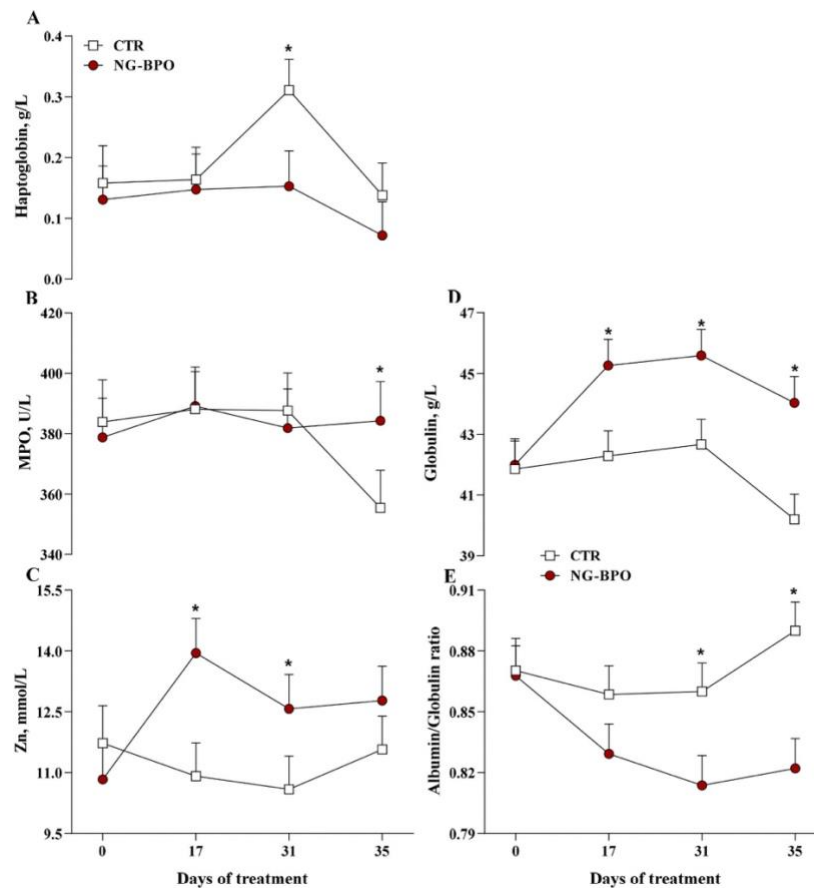 A
CTR
NG-BPO
*
0.4
0.3
0.2
0.1
0.0
Haptoglobin, g/L
B
*
420
400
380
360
340
MPO, U/L
C
*
*
15.5
14.0
12.5
11.0
9.5
Zn, mmol/L
0
17
31
35
Days of treatment
D
*
*
*
47
45
43
42
41
39
Globulin, g/L
CTR
NG-BPO
E
*
*
0.91
0.88
0.85
0.82
0.79
Albumin/Globulin ratio
0
17
31
35
Days of treatment